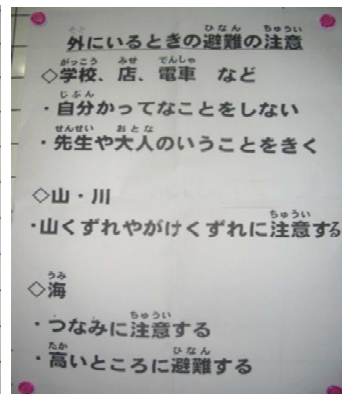 外にいるときの避難の注意
◇学校、店、電車 など
・自分かってなことをしない
・先生や大人のいうことをきく
◇山・川
・山くずれやがけくずれに注意する
◇海
・つなみに注意する
・高いところに避難する